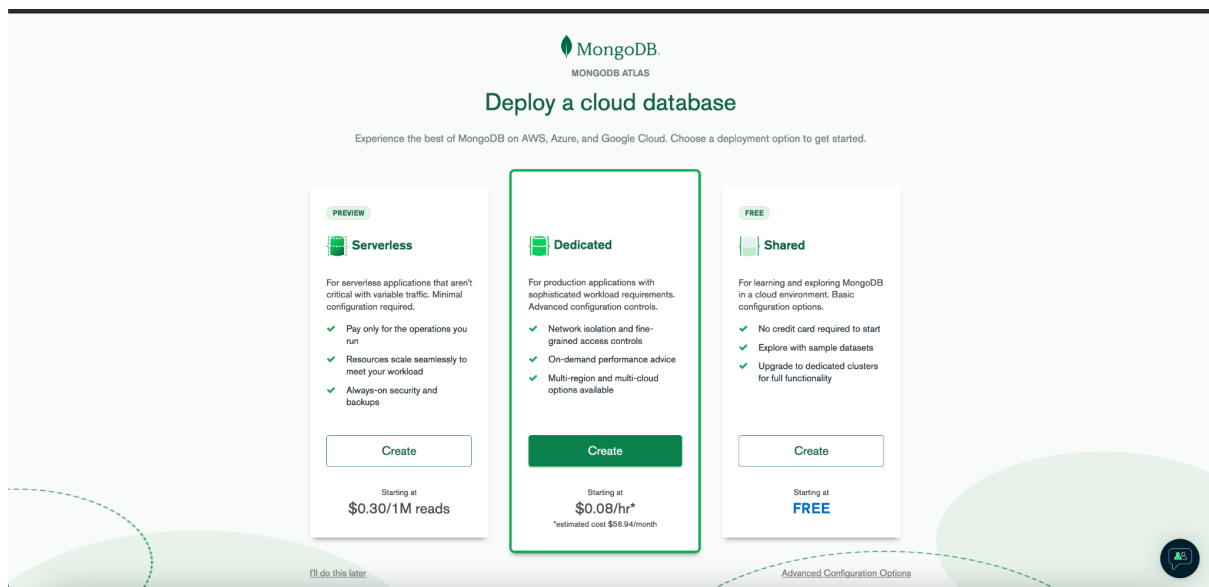 MongoDB.
MONGODB ATLAS
Deploy a cloud database
Experience the best of MongoDB on AWS, Azure, and Google Cloud. Choose a deployment option to get started.
PREVIEW
Serverless
For serverless applications that aren't
critical with variable traffic. Minimal
configuration required.
Pay only for the operations you
run
Resources scale seamlessly to
meet your workload
Always-on security and
backups
Create
Starting at
$0.30/1M reads
Dedicated
For production applications with
sophisticated workload requirements.
Advanced configuration controls.
Network isolation and fine-
grained access controls
On-demand performance advice
Multi-region and multi-cloud
options available
Create
Starting at
$0.08/hr*
*estimated cost $56.94/month
FREE
Shared
For learning and exploring MongoDB
in a cloud environment. Basic
configuration options.
No credit card required to start
Explore with sample datasets
Upgrade to dedicated clusters
for full functionality
Create
Starting at
FREE
I'll do this later
Advanced Configuration Options